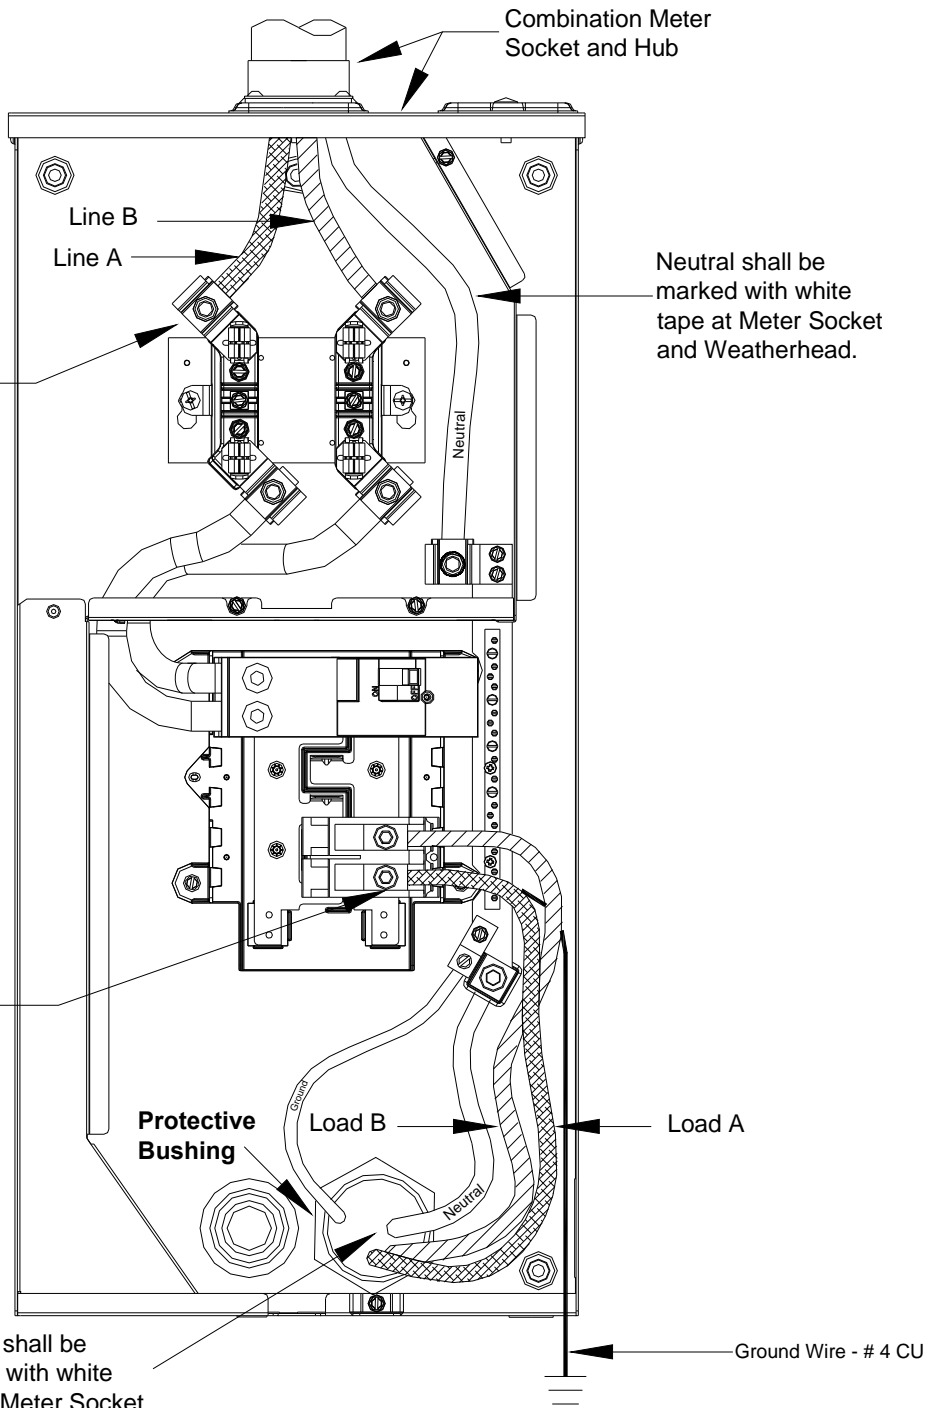 Combination Meter
Socket and Hub
Line B
Line A
Neutral shall be
marked with white
tape at Meter Socket
and Weatherhead.
Neutral
ON
OFF
Ground
Protective
Bushing
Load B
Load A
Neutral
shall be
with white
Meter Socket
Ground Wire - # 4 CU